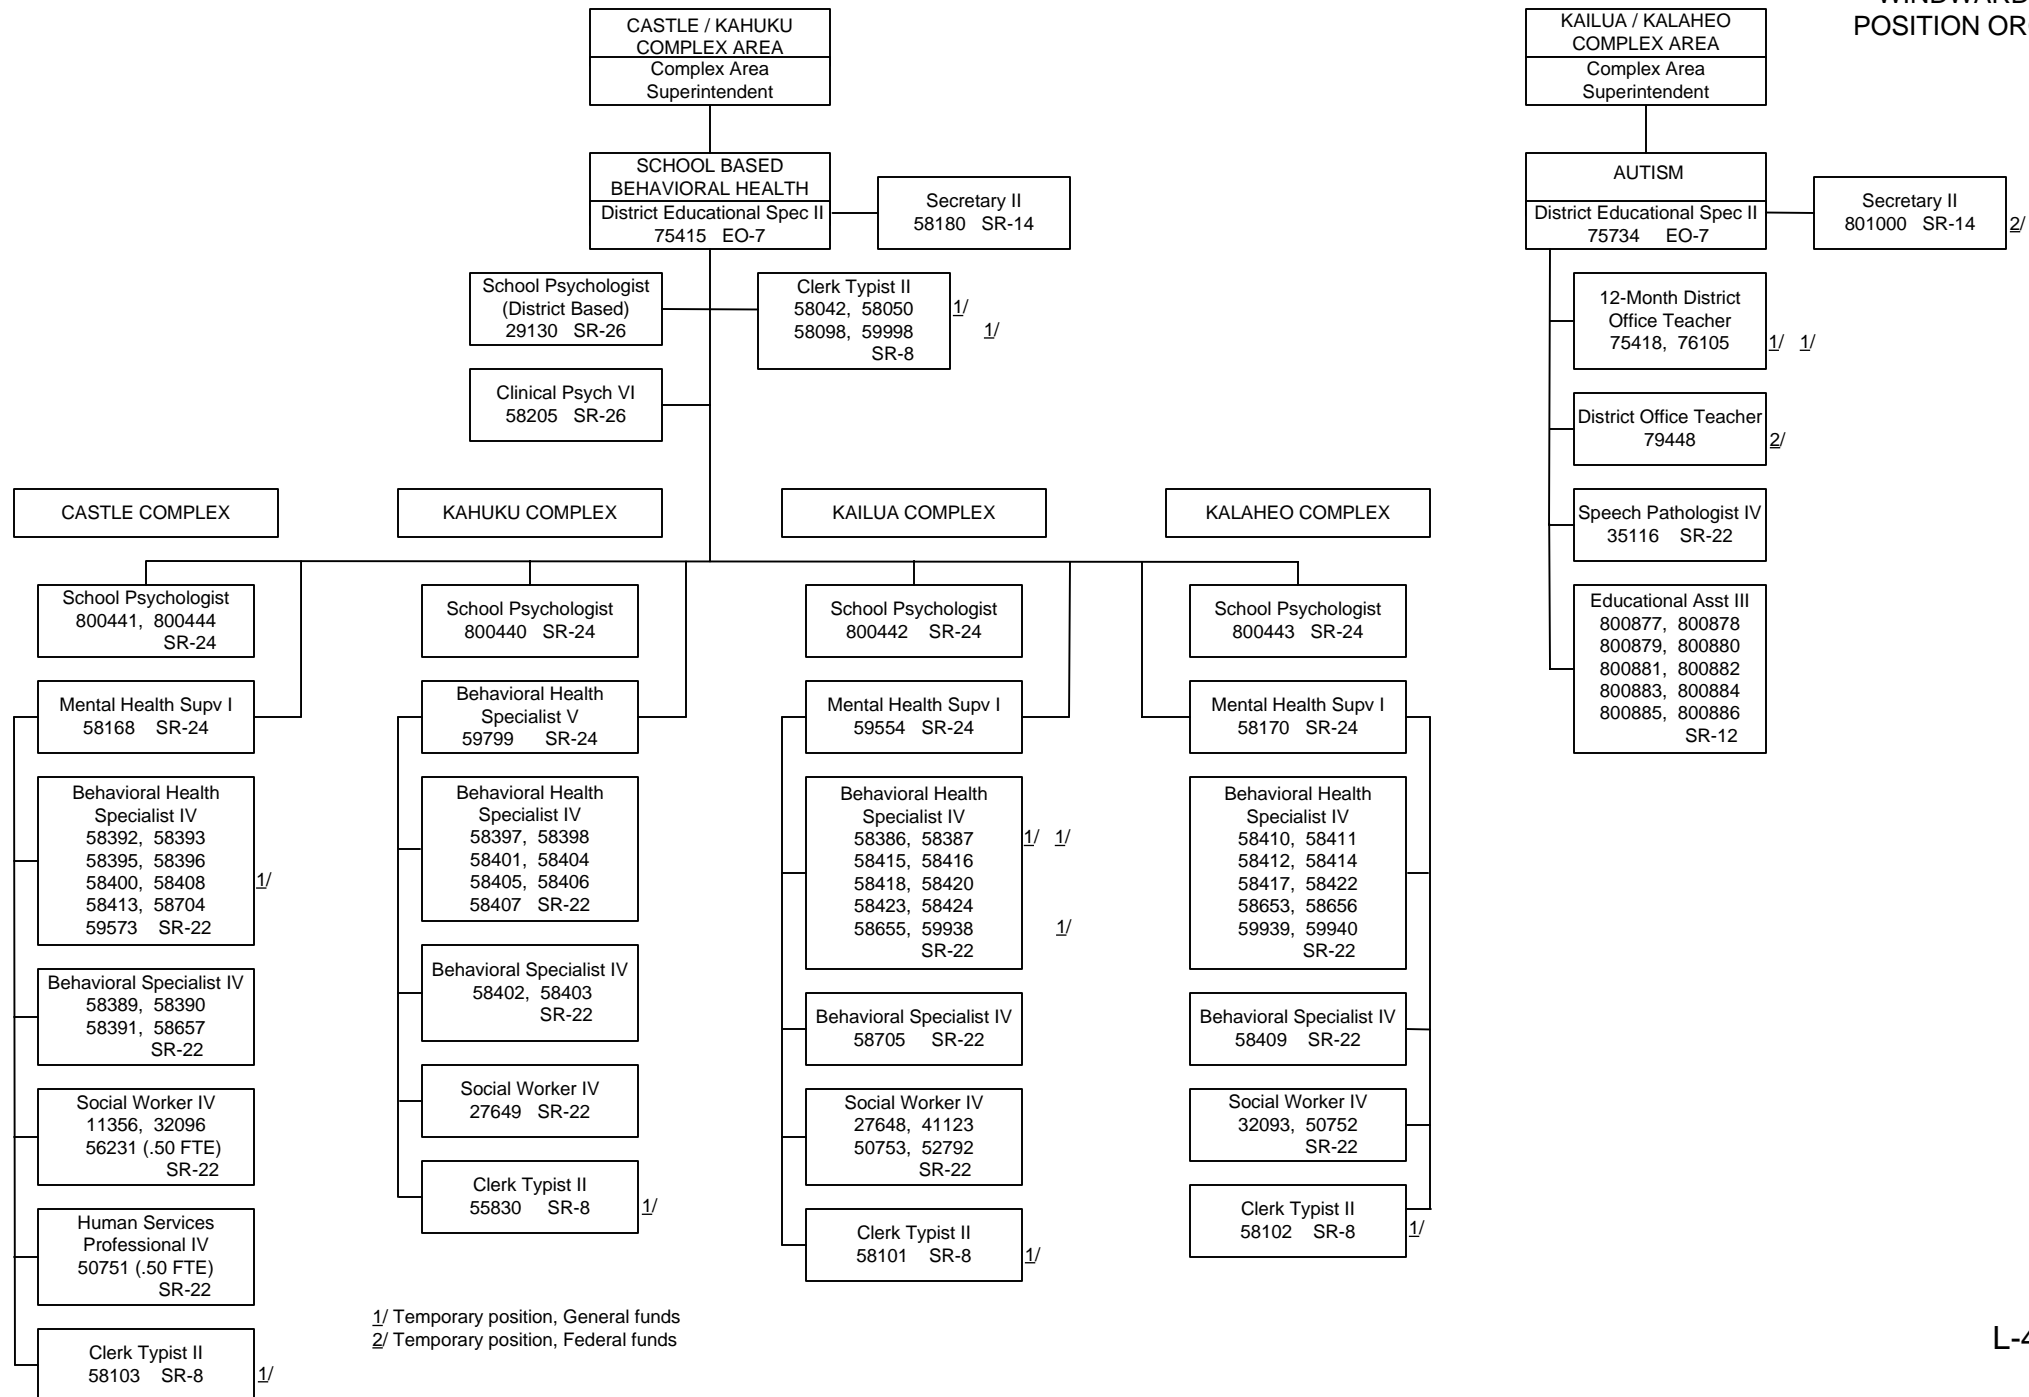 WINDWARD
POSITION OR
CASTLE / KAHUKU
COMPLEX AREA
Complex Area
Superintendent
KAILUA / KALAHEO
COMPLEX AREA
Complex Area
Superintendent
SCHOOL BASED
BEHAVIORAL HEALTH
District Educational Spec II
75415 EO-7
Secretary II
58180 SR-14
AUTISM
District Educational Spec II
75734 EO-7
Secretary II
801000 SR-14 2/
School Psychologist
(District Based)
29130 SR-26
Clerk Typist II
58042, 58050 1/
58098, 59998 1/
SR-8
Clinical Psych VI
58205 SR-26
12-Month District
Office Teacher
75418, 76105 1/ 1/
District Office Teacher
79448 2/
Speech Pathologist IV
35116 SR-22
Educational Asst III
800877, 800878
800879, 800880
800881, 800882
800883, 800884
800885, 800886
SR-12
CASTLE COMPLEX
School Psychologist
800441, 800444
SR-24
Mental Health Supv I
58168 SR-24
Behavioral Health
Specialist IV
58392, 58393
58395, 58396
58400, 58408 1/
58413, 58704
59573 SR-22
Behavioral Specialist IV
58389, 58390
58391, 58657
SR-22
Social Worker IV
11356, 32096
56231 (.50 FTE)
SR-22
Human Services
Professional IV
50751 (.50 FTE)
SR-22
Clerk Typist II
58103 SR-8 1/
KAHUKU COMPLEX
School Psychologist
800440 SR-24
Behavioral Health
Specialist V
59799 SR-24
Behavioral Health
Specialist IV
58397, 58398
58401, 58404
58405, 58406
58407 SR-22
Behavioral Specialist IV
58402, 58403
SR-22
Social Worker IV
27649 SR-22
Clerk Typist II
55830 SR-8 1/
KAILUA COMPLEX
School Psychologist
800442 SR-24
Mental Health Supv I
59554 SR-24
Behavioral Health
Specialist IV
58386, 58387 1/ 1/
58415, 58416
58418, 58420
58423, 58424
58655, 59938 1/
SR-22
Behavioral Specialist IV
58705 SR-22
Social Worker IV
27648, 41123
50753, 52792
SR-22
Clerk Typist II
58101 SR-8 1/
KALAHEO COMPLEX
School Psychologist
800443 SR-24
Mental Health Supv I
58170 SR-24
Behavioral Health
Specialist IV
58410, 58411
58412, 58414
58417, 58422
58653, 58656
59939, 59940
SR-22
Behavioral Specialist IV
58409 SR-22
Social Worker IV
32093, 50752
SR-22
Clerk Typist II
58102 SR-8 1/
1/ Temporary position, General funds
2/ Temporary position, Federal funds
L-4